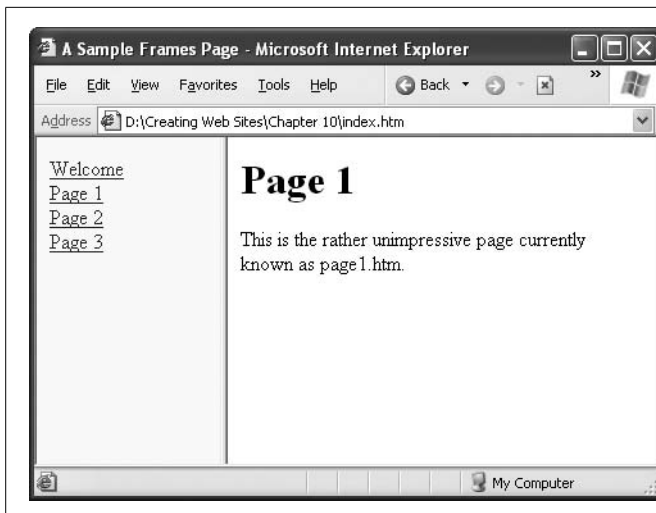 A Sample Frames Page - Microsoft Internet Explorer
File Edit View Favorites Tools Help Back »
Address D:\Creating Web Sites\Chapter 10\index.htm
Welcome
Page 1
Page 2
Page 3
Page 1
This is the rather unimpressive page currently
known as page1.htm.
My Computer